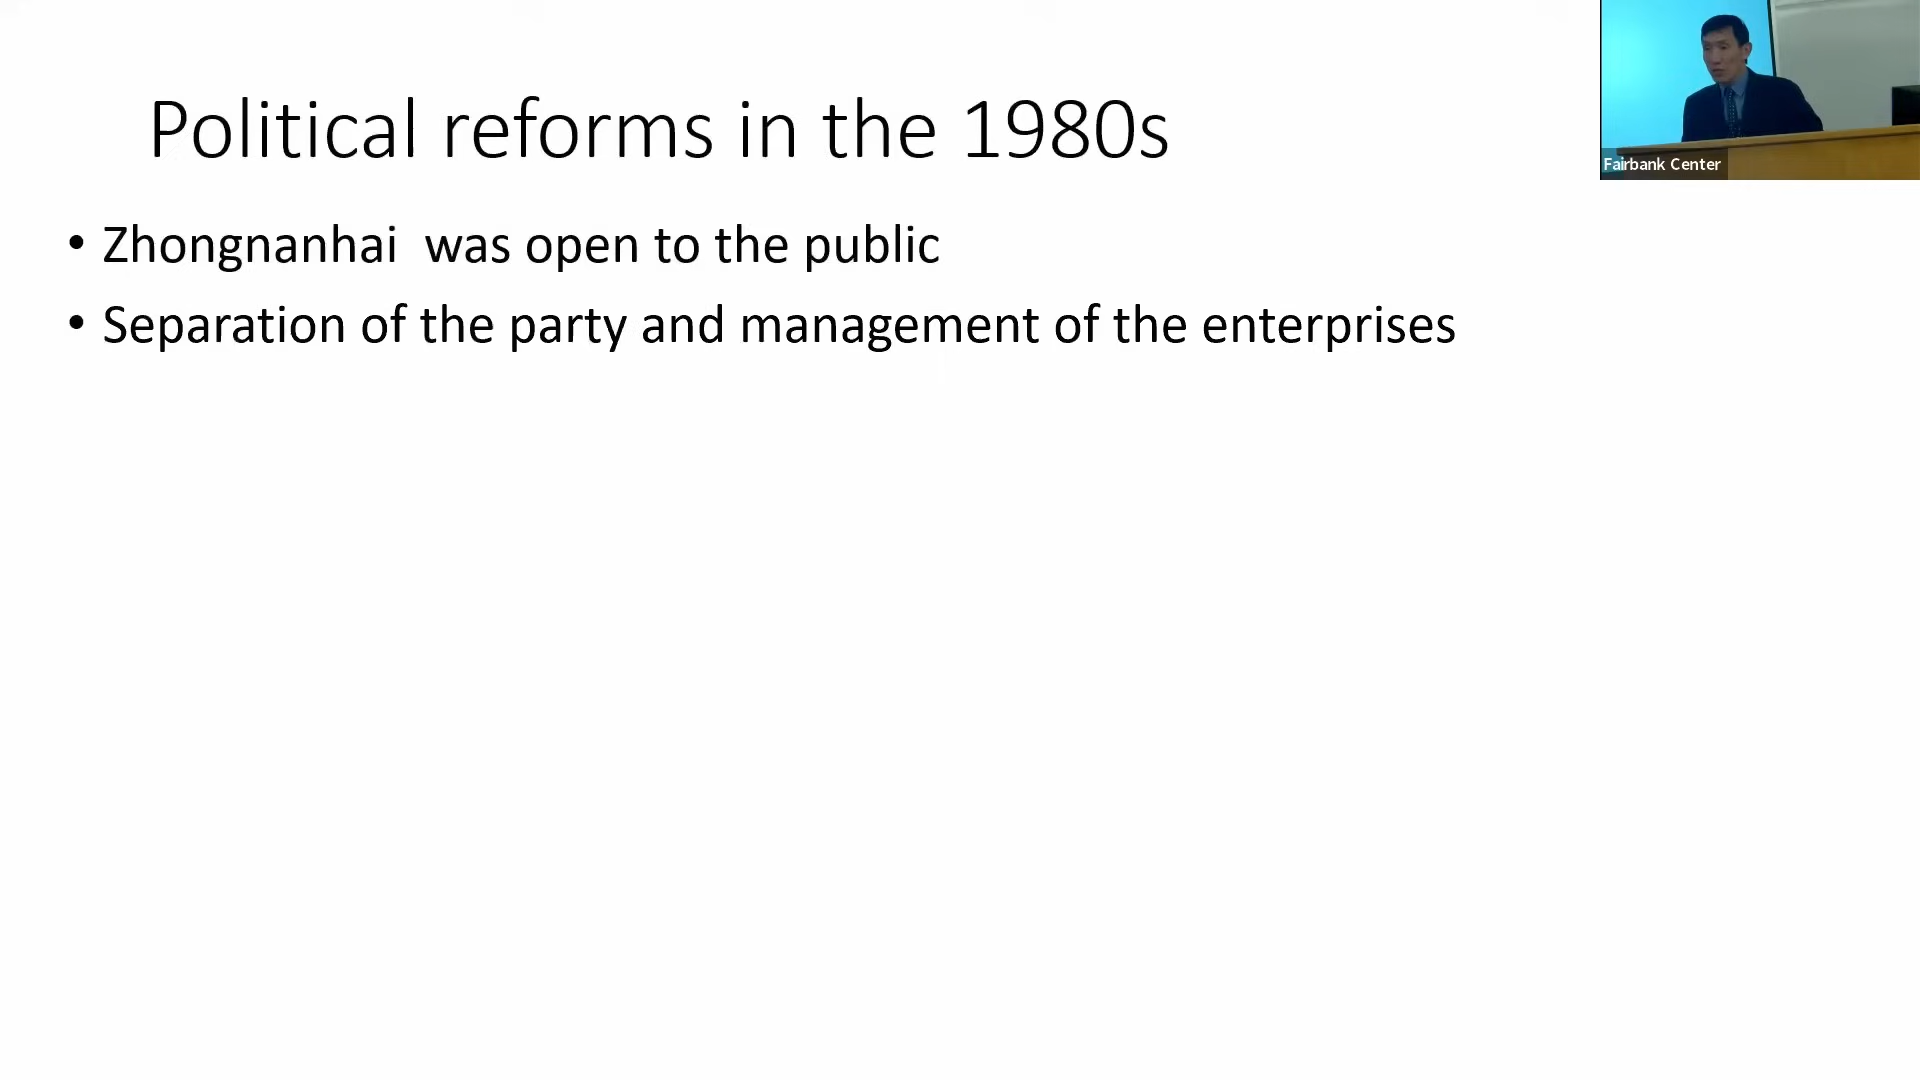 Political reforms in the 1980s
• Zhongnanhai  was open to the public
• Separation of the party and management of the enterprises
Fairbank Center